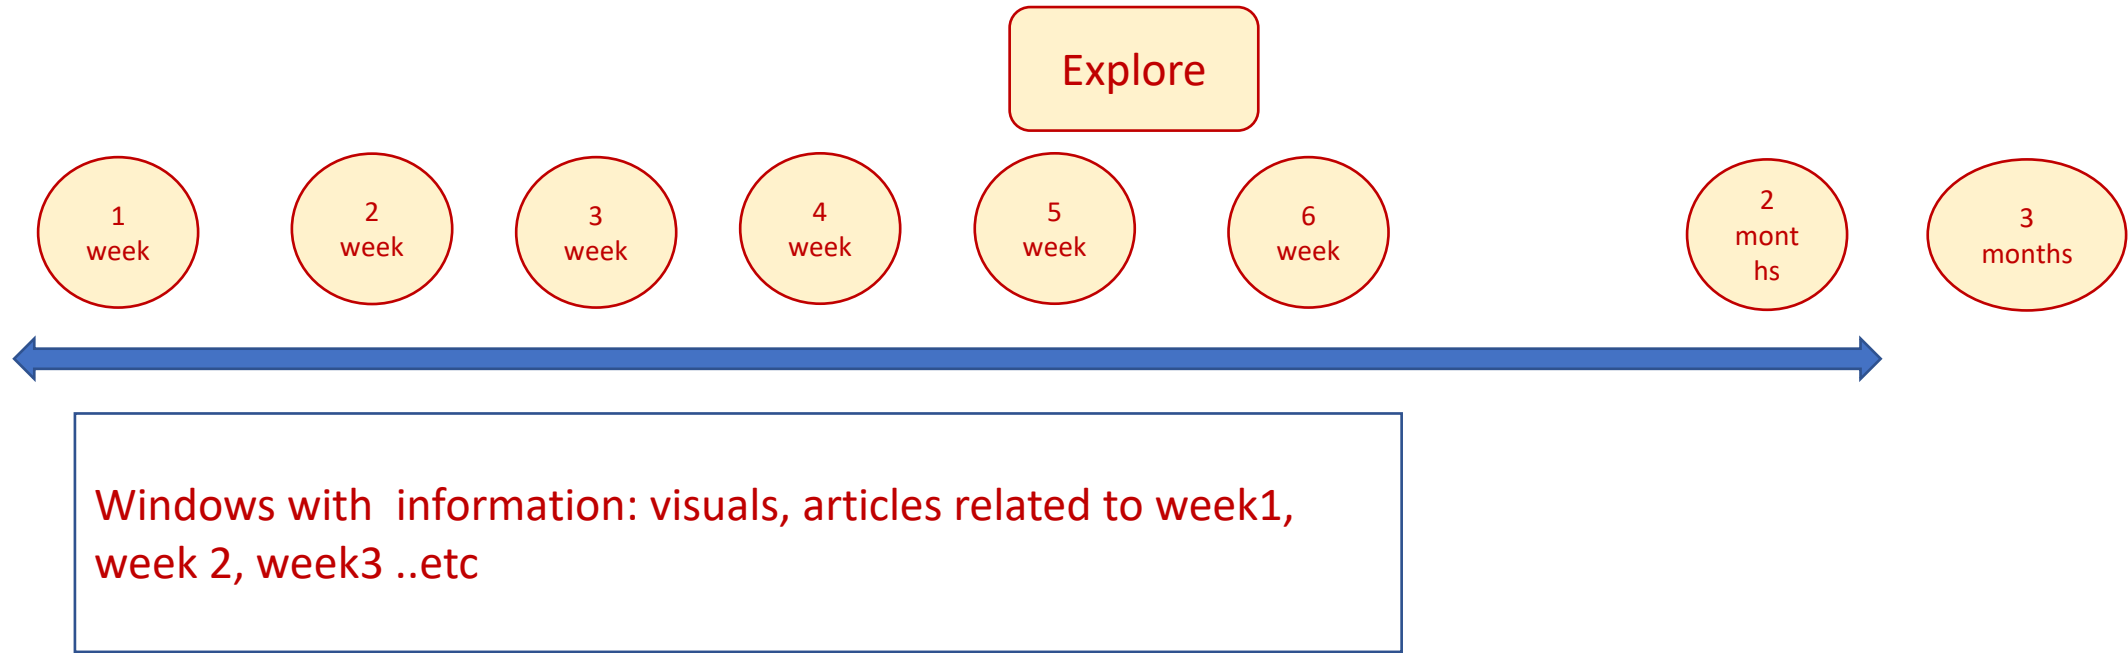 Explore
1
week
2
week
3
week
4
week
5
week
6
week
2
mont
hs
3
months
Windows with  information: visuals, articles related to week1,
week 2, week3 ..etc